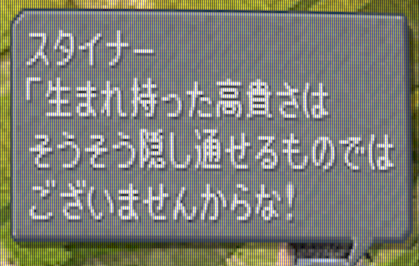 スタイナー
「生まれ持った高貴さは
そうそう隠し通せるものでは
ございませんからな!